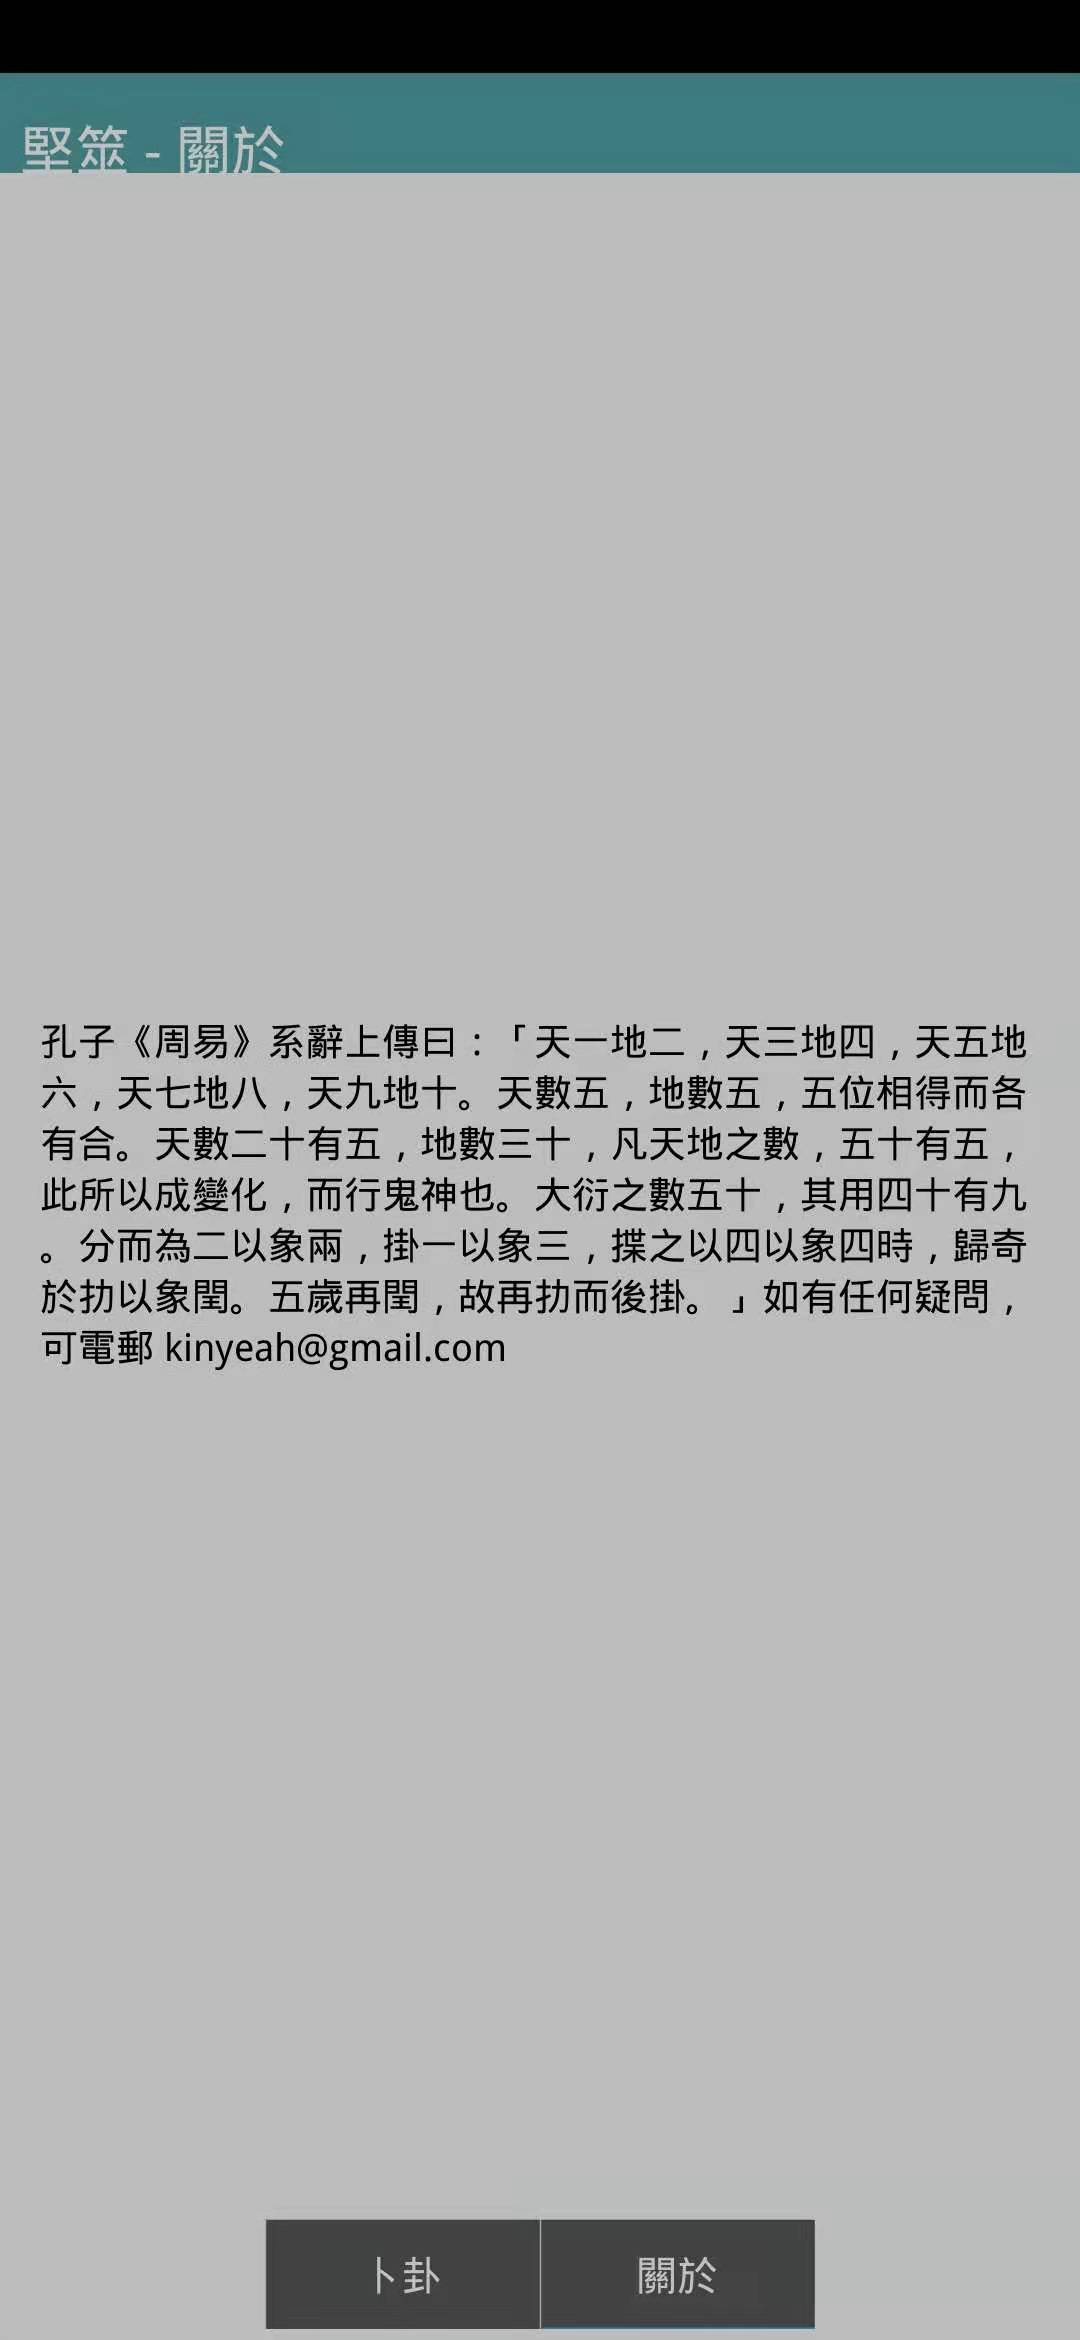 堅筮 - 關於
孔子《周易》系辭上傳曰：「天一地二，天三地四，天五地
六，天七地八，天九地十。天數五，地數五，五位相得而各
有合。天數二十有五，地數三十，凡天地之數，五十有五，
此所以成變化，而行鬼神也。大衍之數五十，其用四十有九
。分而為二以象兩，掛一以象三，揲之以四以象四時，歸奇
於扐以象閏。五歲再閏，故再扐而後掛。」如有任何疑問，
可電郵 kinyeah@gmail.com
卜卦
關於